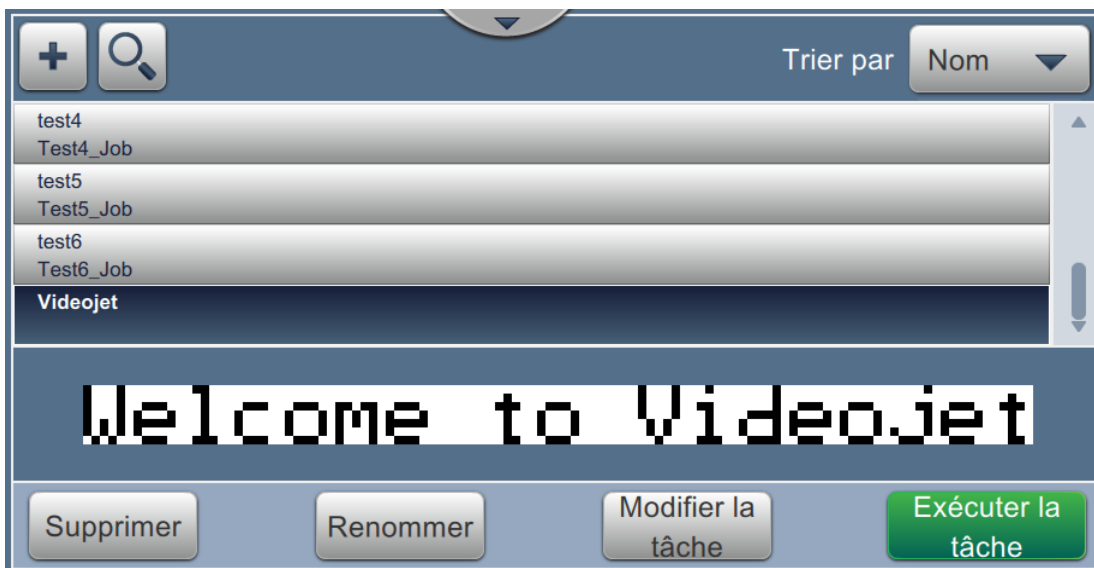 Trier par
Nom
test4
Test4_Job
test5
Test5_Job
test6
Test6_Job
Videojet
Welcome to Videojet
Supprimer
Renommer
Modifier la
tâche
Exécuter la
tâche